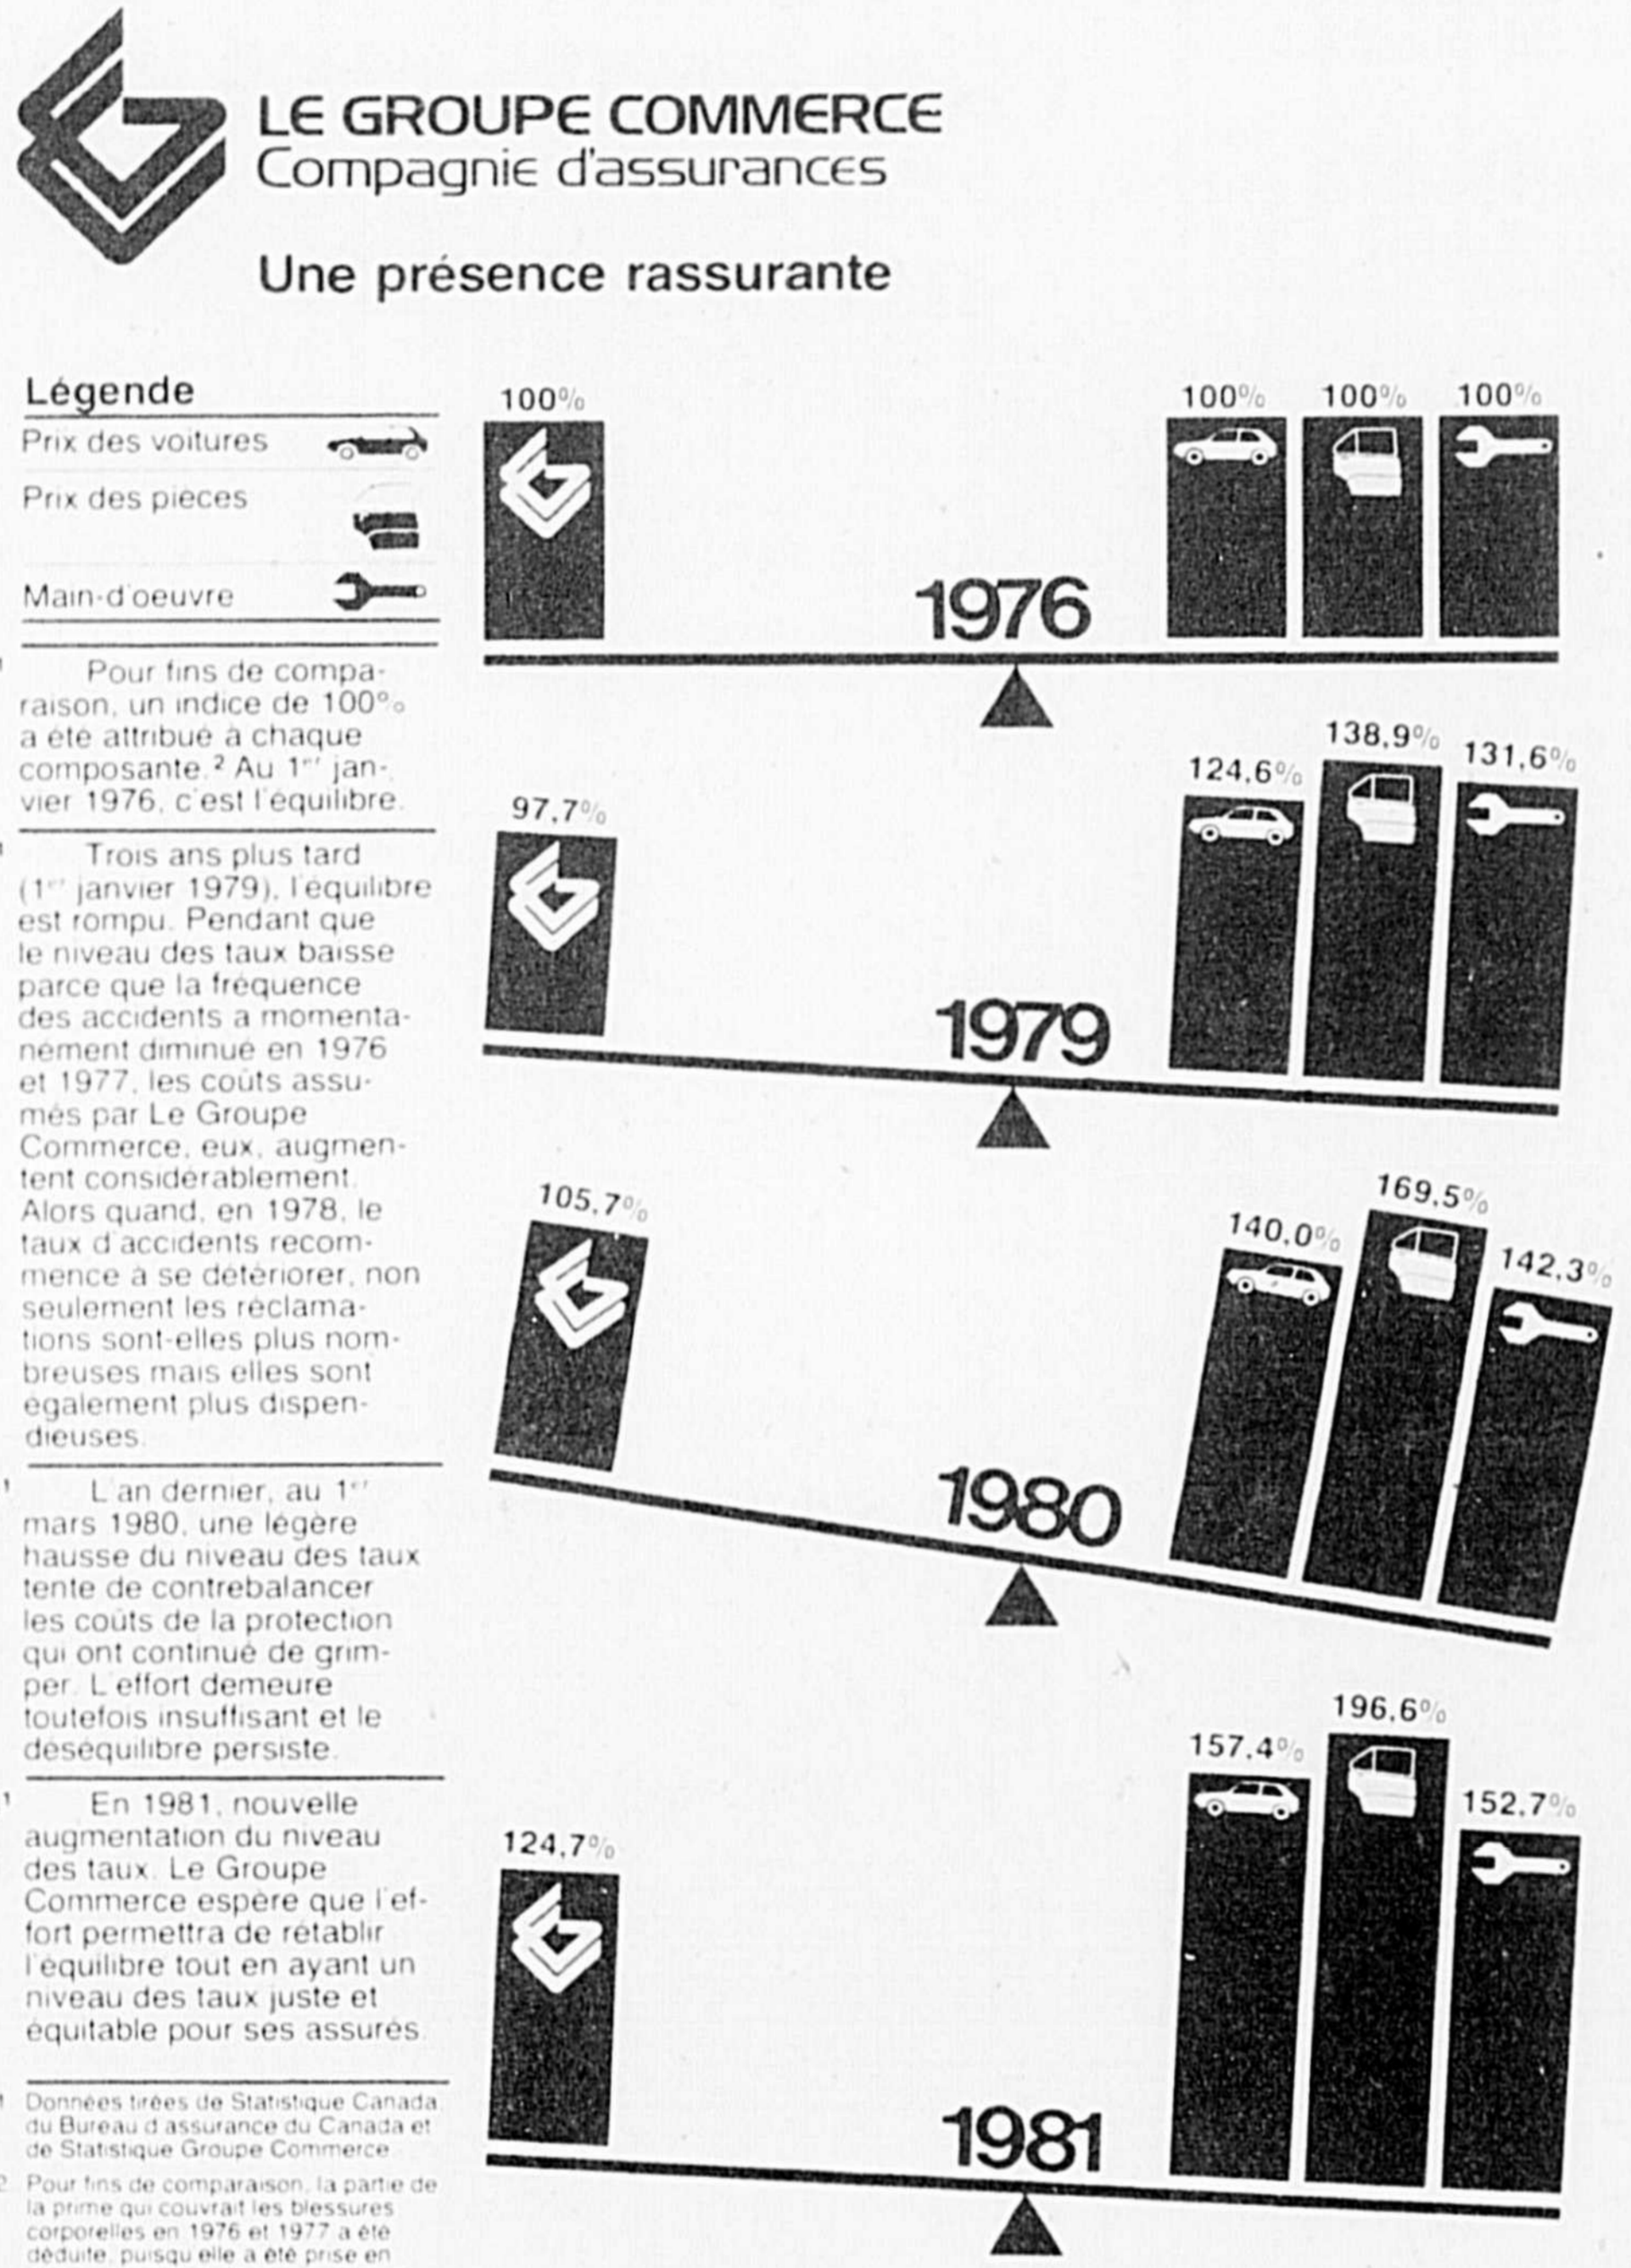 LE GROUPE COMMERCE
Compagnie d'assurances
Une présence rassurante
Légende
Prix des voitures
Prix des pièces
Main-d'oeuvre
1 Pour fins de compa-
raison, un indice de 100%
a été attribué à chaque
composante.² Au 1er jan-
vier 1976, c'est l'équilibre.
1 Trois ans plus tard
(1er janvier 1979), l'équilibre
est rompu. Pendant que
le niveau des taux baisse
parce que la fréquence
des accidents a momenta-
nément diminué en 1976
et 1977, les coûts assu-
més par Le Groupe
Commerce, eux, augmen-
tent considérablement.
Alors quand, en 1978, le
taux d'accidents recom-
mence à se détériorer, non
seulement les réclama-
tions sont-elles plus nom-
breuses mais elles sont
également plus dispen-
dieuses.
1 L'an dernier, au 1er
mars 1980, une légère
hausse du niveau des taux
tente de contrebalancer
les coûts de la protection
qui ont continué de grim-
per. L'effort demeure
toutefois insuffisant et le
déséquilibre persiste.
1 En 1981, nouvelle
augmentation du niveau
des taux. Le Groupe
Commerce espère que l'ef-
fort permettra de rétablir
l'équilibre tout en ayant un
niveau des taux juste et
équitable pour ses assurés.
1 Données tirées de Statistique Canada,
du Bureau d'assurance du Canada et
de Statistique Groupe Commerce.
2. Pour fins de comparaison, la partie de
la prime qui couvrait les blessures
corporelles en 1976 et 1977 a été
déduite, puisqu'elle a été prise en
100%
100% 100% 100%
1976
97,7%
124,6% 138,9% 131,6%
1979
105,7%
140,0% 169,5% 142,3%
1980
124,7%
157,4% 196,6% 152,7%
1981